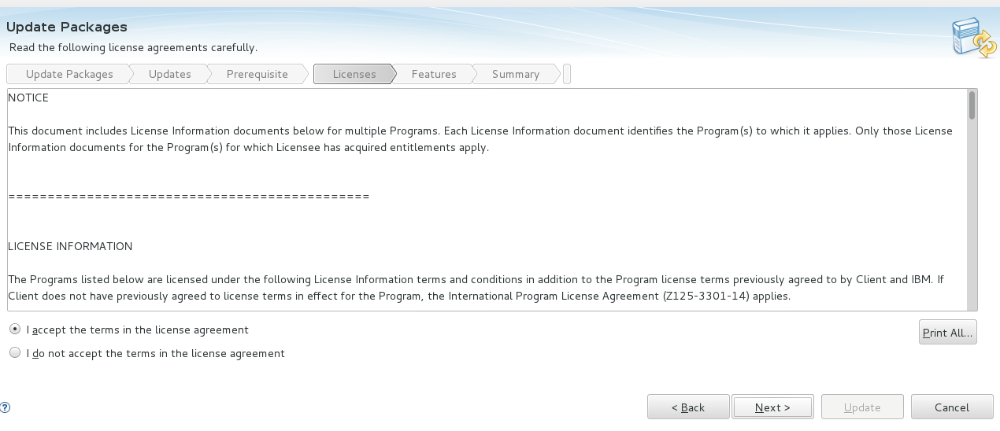 Update Packages
Read the following license agreements carefully.
Update Packages Updates Prerequisite Licenses Features Summary
NOTICE
This document includes License Information documents below for multiple Programs. Each License Information document identifies the Program(s) to which it applies. Only those License
Information documents for the Program(s) for which Licensee has acquired entitlements apply.
==============================================
LICENSE INFORMATION
The Programs listed below are licensed under the following License Information terms and conditions in addition to the Program license terms previously agreed to by Client and IBM. If
Client does not have previously agreed to license terms in effect for the Program, the International Program License Agreement (Z125-3301-14) applies.
I accept the terms in the license agreement
Print All...
I do not accept the terms in the license agreement
? < Back Next > Update Cancel